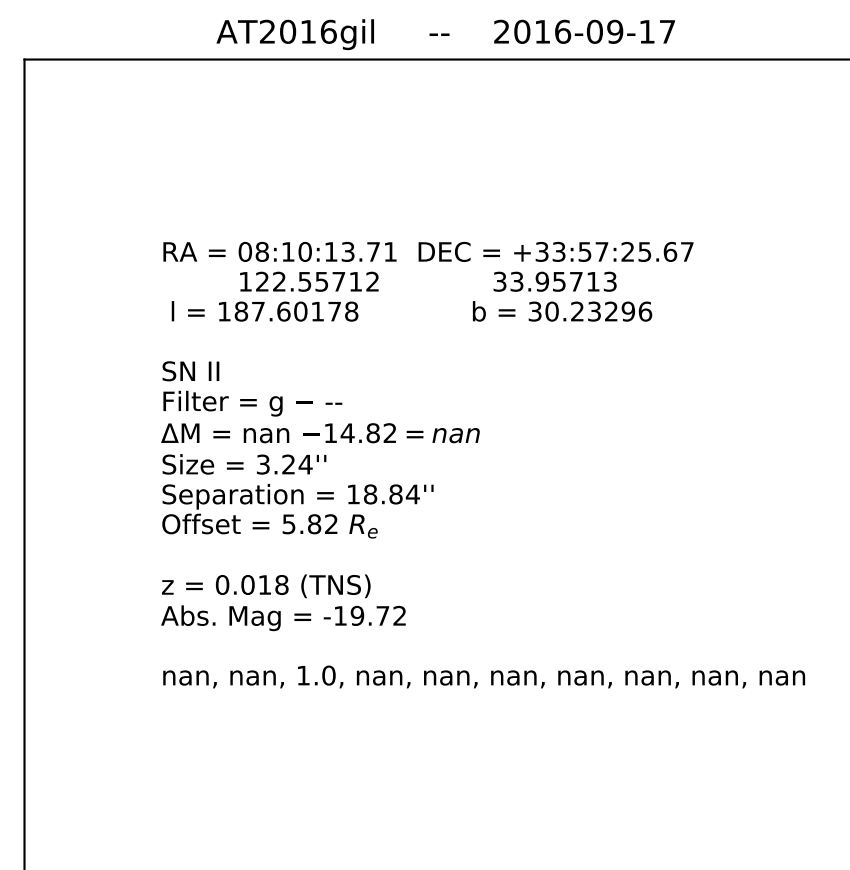 AT2016gil -- 2016-09-17
RA = 08:10:13.71 DEC = +33:57:25.67
122.55712 33.95713
l = 187.60178 b = 30.23296
SN II
Filter = g − --
ΔM = nan −14.82 = nan
Size = 3.24''
Separation = 18.84''
Offset = 5.82 Re
z = 0.018 (TNS)
Abs. Mag = -19.72
nan, nan, 1.0, nan, nan, nan, nan, nan, nan, nan